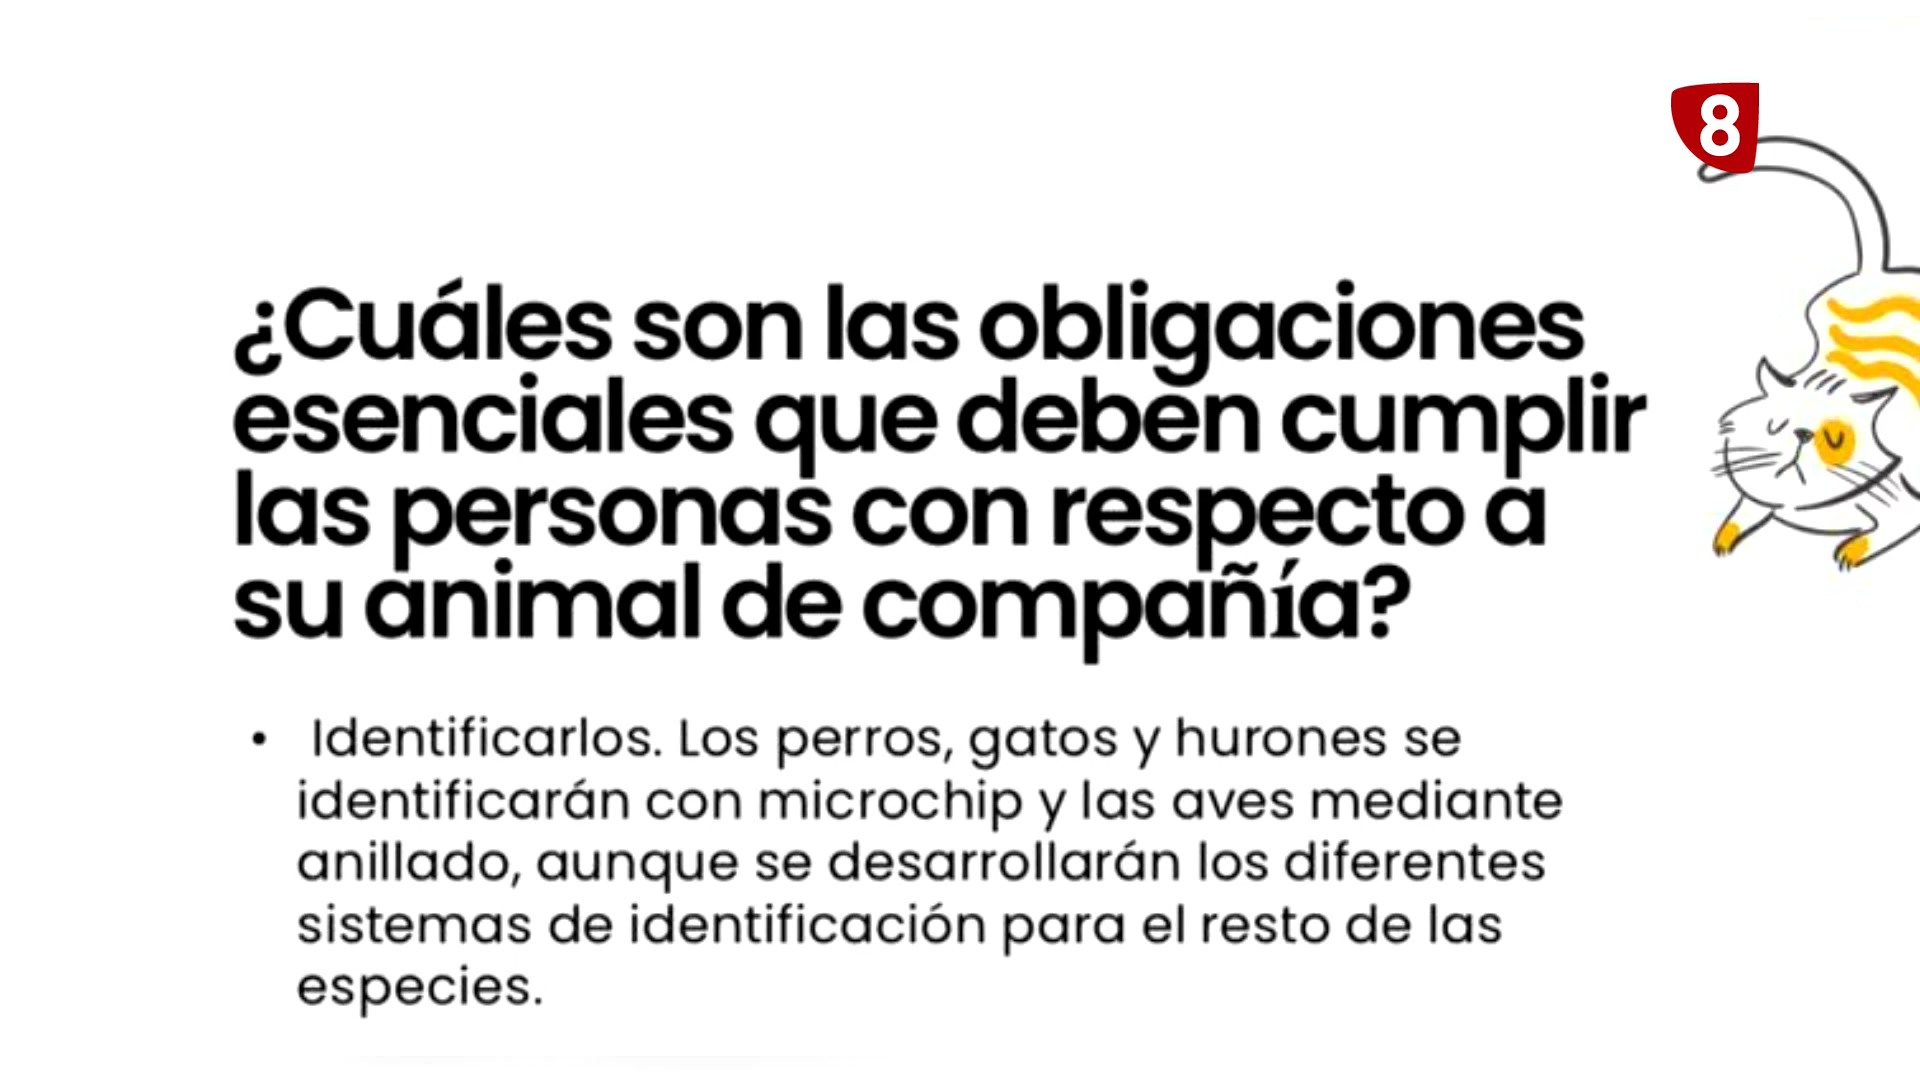 8
¿Cuáles son las obligaciones
esenciales que deben cumplir
las personas con respecto a
su animal de compañía?
• Identificarlos. Los perros, gatos y hurones se
identificarán con microchip y las aves mediante
anillado, aunque se desarrollarán los diferentes
sistemas de identificación para el resto de las
especies.